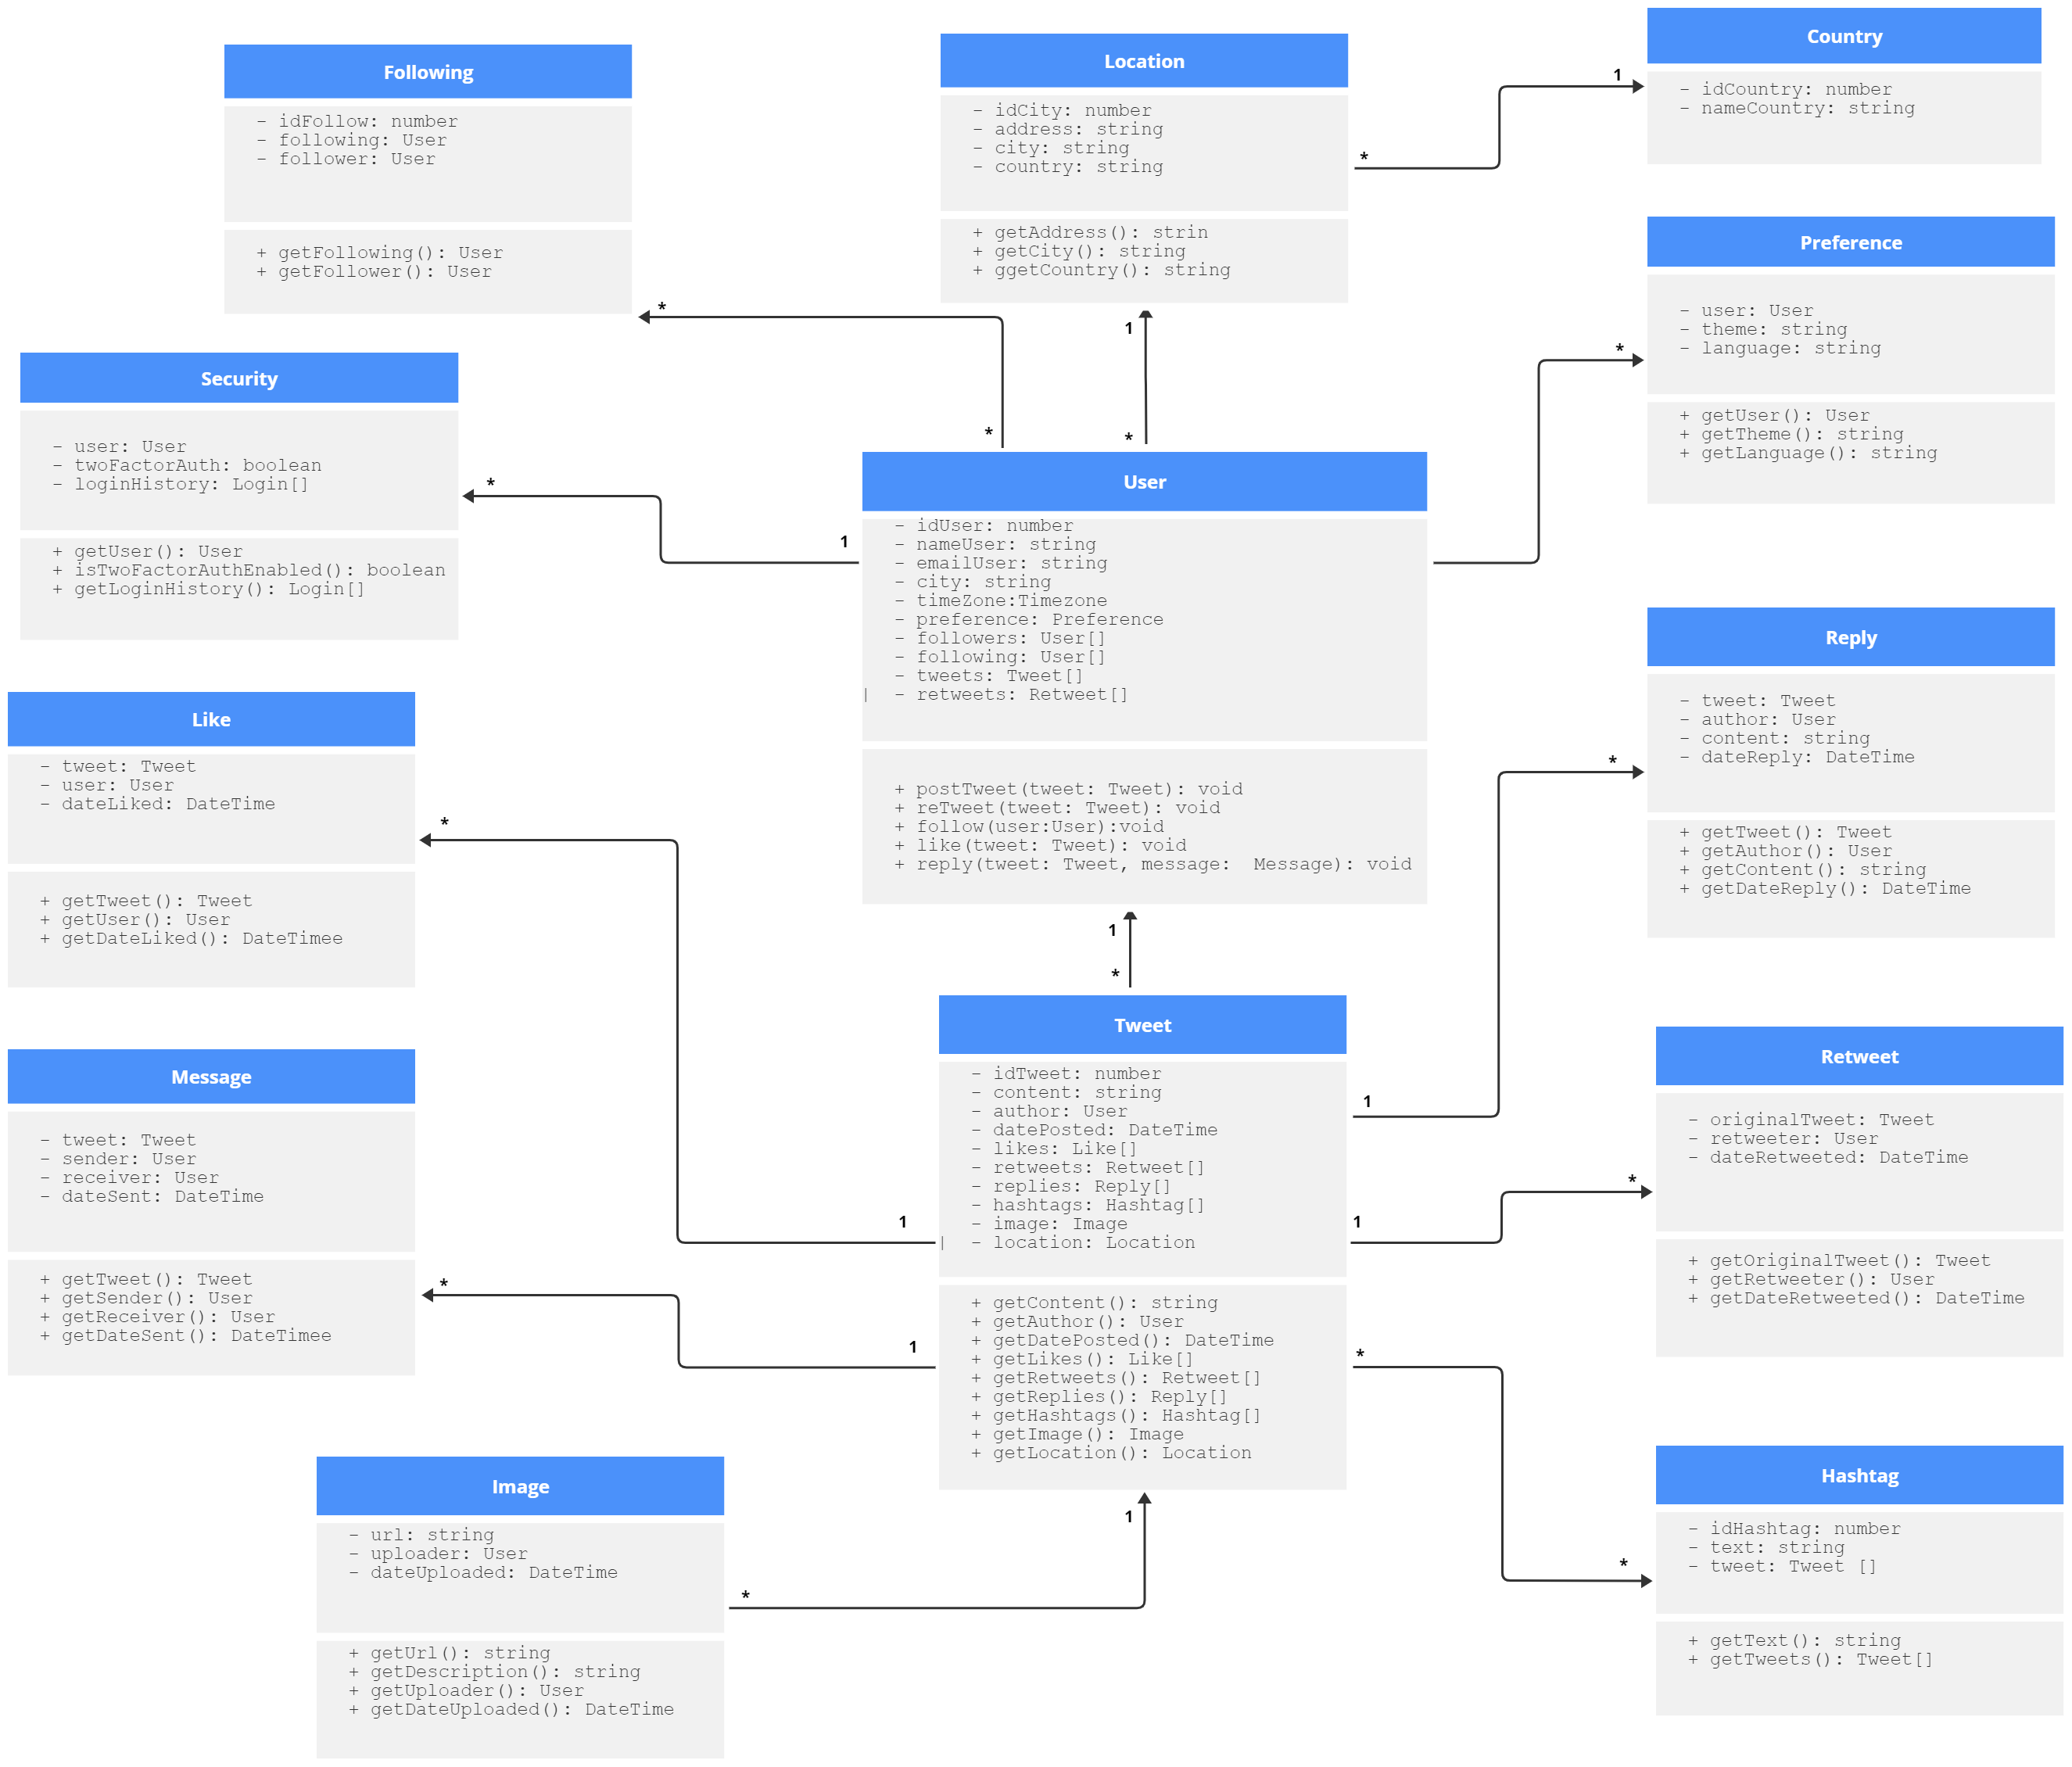 Following
- idFollow: number
- following: User
- follower: User
+ getFollowing(): User
+ getFollower(): User
*
Location
- idCity: number
- address: string
- city: string
- country: string
+ getAddress(): strin
+ getCity(): string
+ ggetCountry(): string
1
*
Country
- idCountry: number
- nameCountry: string
1
*
Preference
- user: User
- theme: string
- language: string
+ getUser(): User
+ getTheme(): string
+ getLanguage(): string
*
Security
- user: User
- twoFactorAuth: boolean
- loginHistory: Login[]
+ getUser(): User
+ isTwoFactorAuthEnabled(): boolean
+ getLoginHistory(): Login[]
*
1
*
User
- idUser: number
- nameUser: string
- emailUser: string
- city: string
- timeZone:Timezone
- preference: Preference
- followers: User[]
- following: User[]
- tweets: Tweet[]
| - retweets: Retweet[]
+ postTweet(tweet: Tweet): void
+ reTweet(tweet: Tweet): void
+ follow(user:User):void
+ like(tweet: Tweet): void
+ reply(tweet: Tweet, message:  Message): void
1
*
Reply
- tweet: Tweet
- author: User
- content: string
- dateReply: DateTime
+ getTweet(): Tweet
+ getAuthor(): User
+ getContent(): string
+ getDateReply(): DateTime
*
1
Like
- tweet: Tweet
- user: User
- dateLiked: DateTime
+ getTweet(): Tweet
+ getUser(): User
+ getDateLiked(): DateTimee
*
1
Tweet
- idTweet: number
- content: string
- author: User
- datePosted: DateTime
- likes: Like[]
- retweets: Retweet[]
- replies: Reply[]
- hashtags: Hashtag[]
- image: Image
| - location: Location
+ getContent(): string
+ getAuthor(): User
+ getDatePosted(): DateTime
+ getLikes(): Like[]
+ getRetweets(): Retweet[]
+ getReplies(): Reply[]
+ getHashtags(): Hashtag[]
+ getImage(): Image
+ getLocation(): Location
1
Retweet
- originalTweet: Tweet
- retweeter: User
- dateRetweeted: DateTime
+ getOriginalTweet(): Tweet
+ getRetweeter(): User
+ getDateRetweeted(): DateTime
*
1
Message
- tweet: Tweet
- sender: User
- receiver: User
- dateSent: DateTime
+ getTweet(): Tweet
+ getSender(): User
+ getReceiver(): User
+ getDateSent(): DateTimee
*
1
Image
- url: string
- uploader: User
- dateUploaded: DateTime
+ getUrl(): string
+ getDescription(): string
+ getUploader(): User
+ getDateUploaded(): DateTime
*
Hashtag
- idHashtag: number
- text: string
- tweet: Tweet []
+ getText(): string
+ getTweets(): Tweet[]
*
*